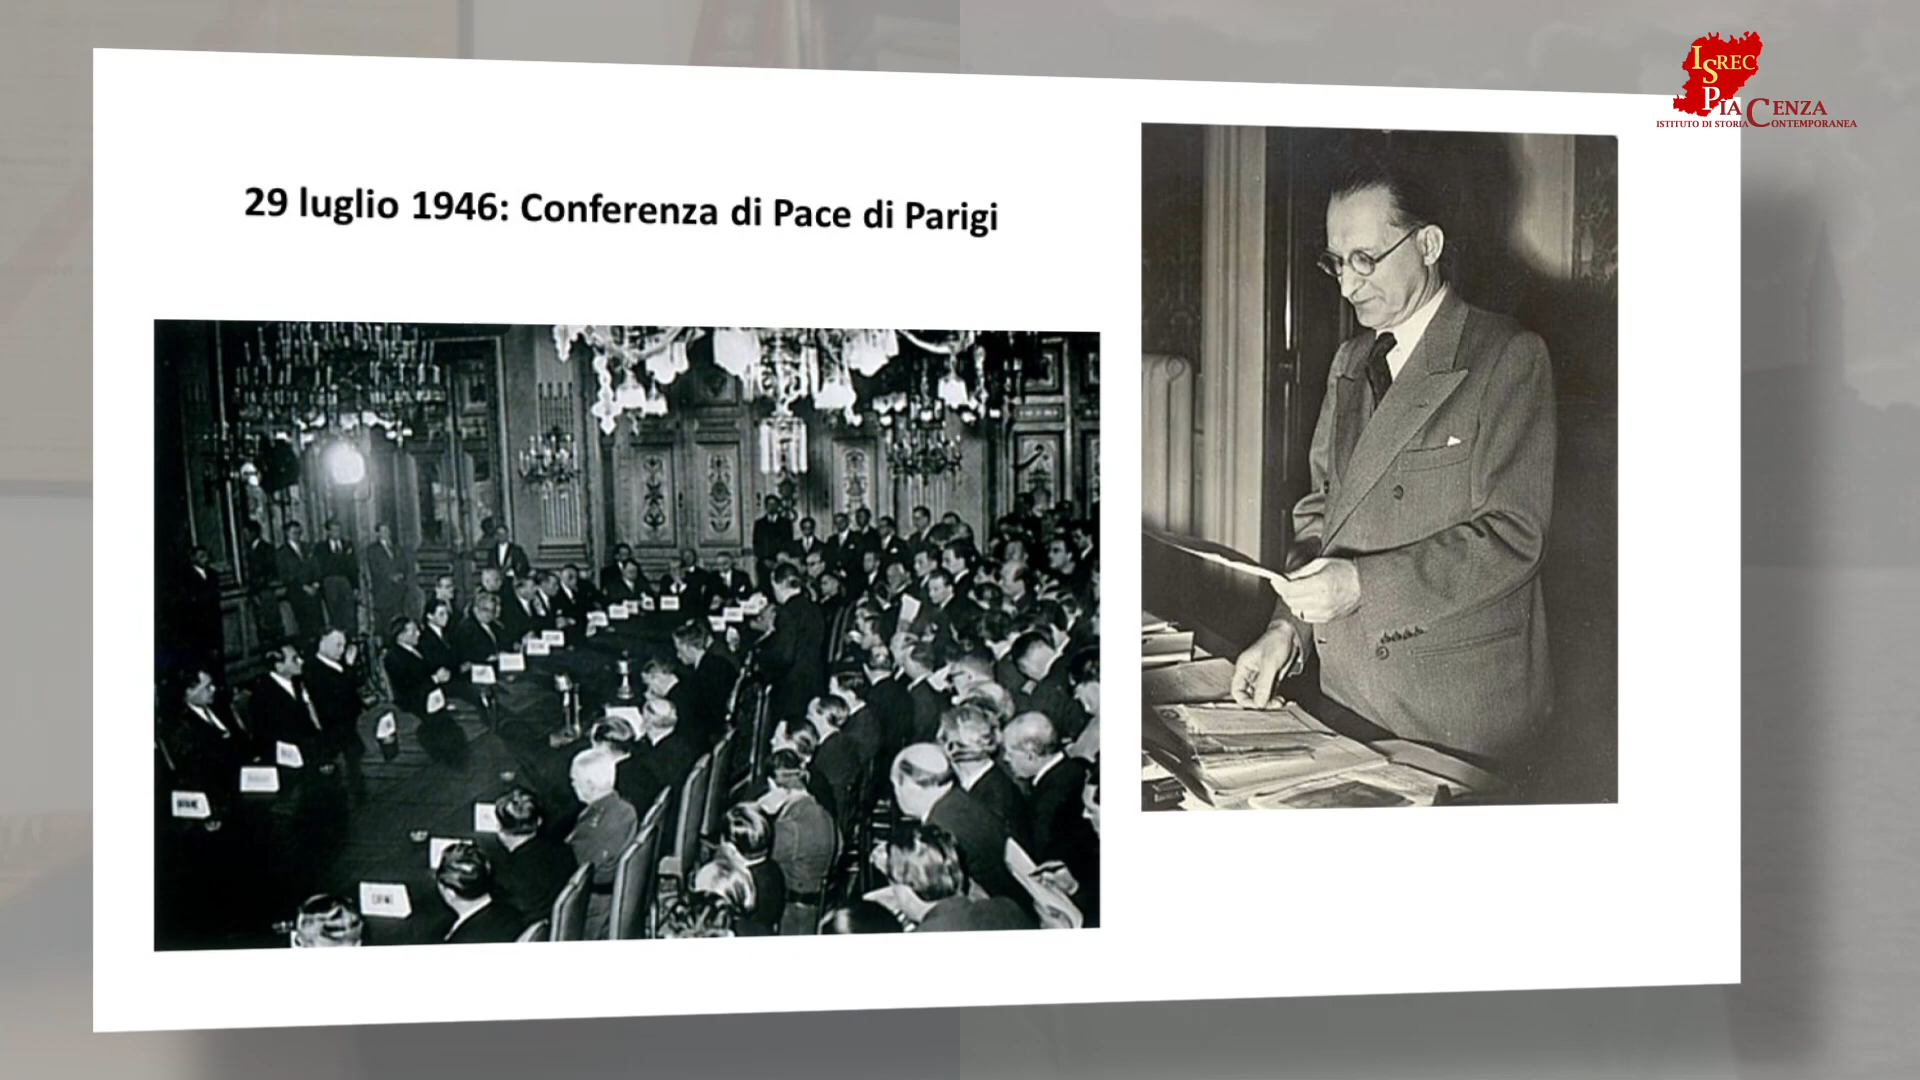 29 luglio 1946: Conferenza di Pace di Parigi
ISREC
PIACENZA
ISTITUTO DI STORIA CONTEMPORANEA